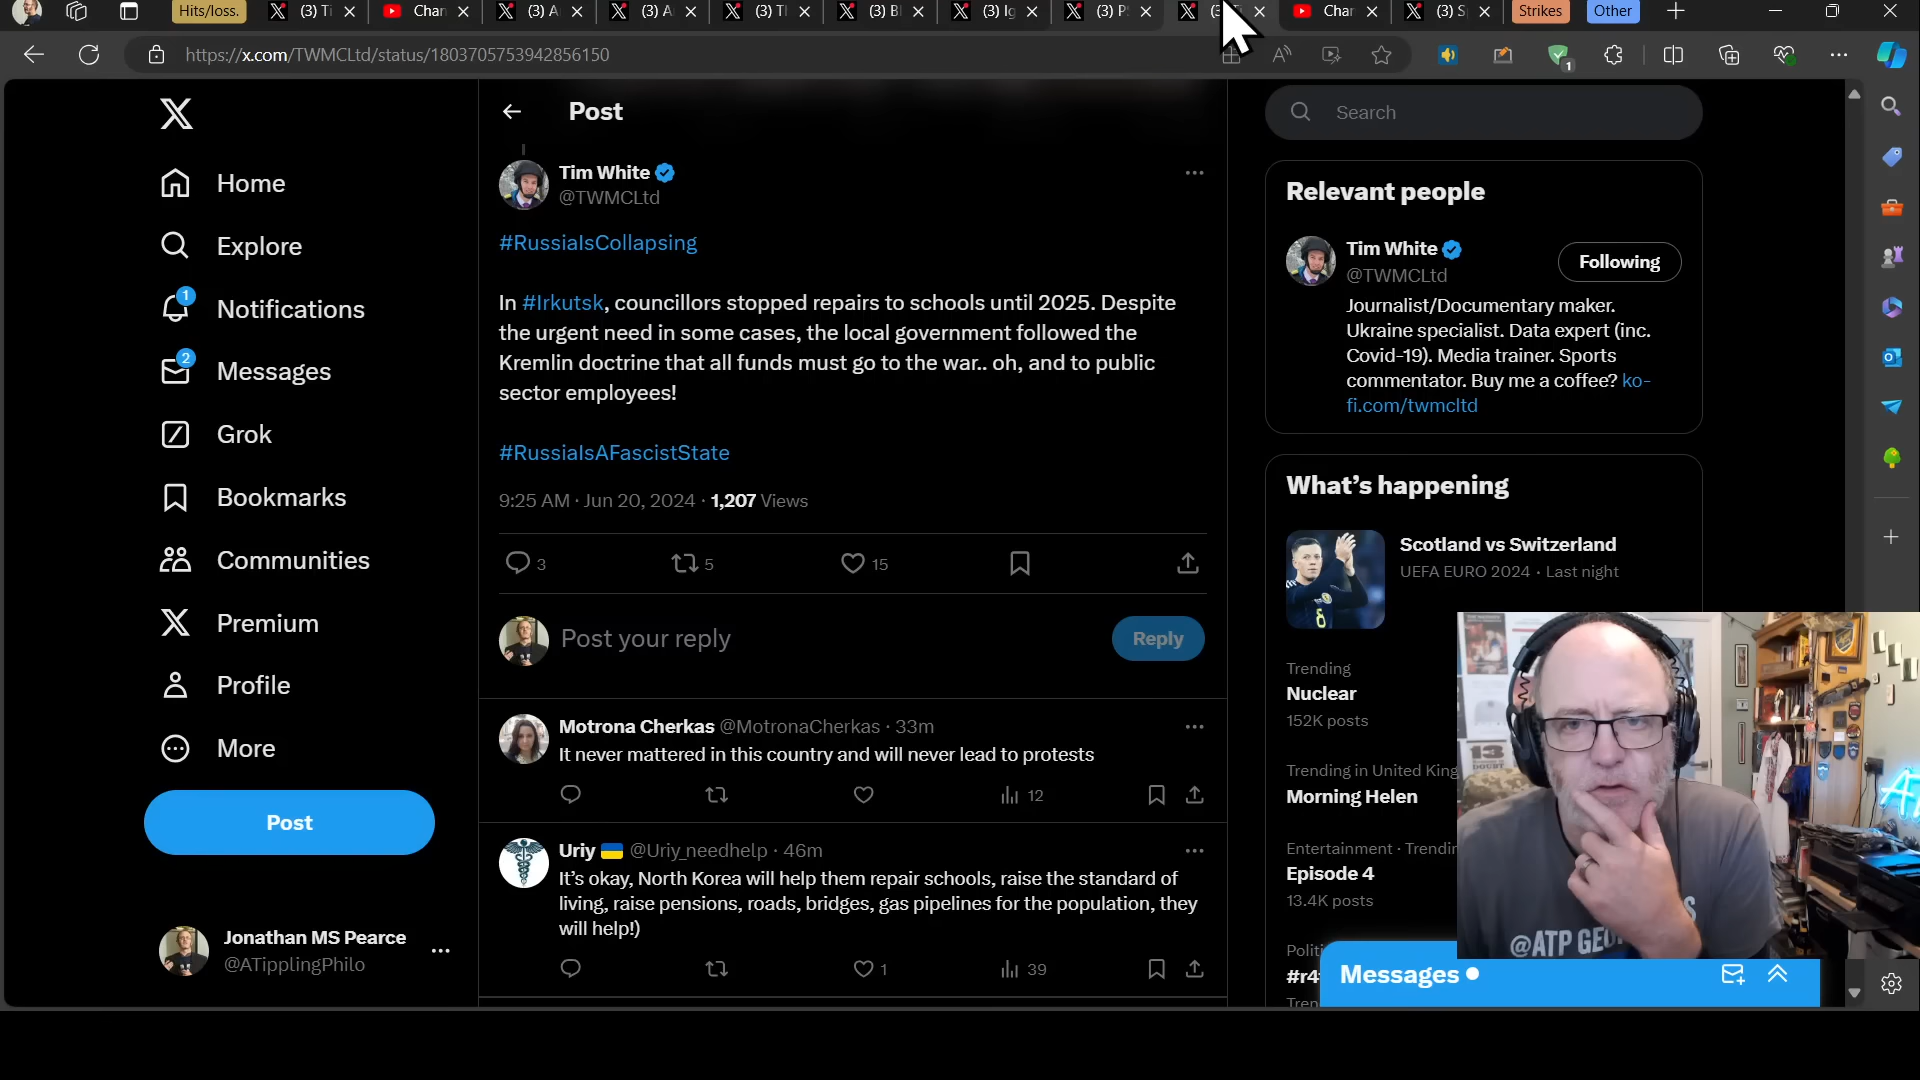 Hits/loss.
(3) Ti
Chan
(3) A
(3) A
(3) Tl
(3) Bl
(3) Ig
(3) P
Char
(3) S
Strikes
Other
https://x.com/TWMCLtd/status/1803705753942856150
1
Home
Explore
1
Notifications
2
Messages
Grok
Bookmarks
Communities
Premium
Profile
More
Post
Jonathan MS Pearce
@ATipplingPhilo
Post
Tim White
@TWMCLtd
#RussiaIsCollapsing
In #Irkutsk, councillors stopped repairs to schools until 2025. Despite
the urgent need in some cases, the local government followed the
Kremlin doctrine that all funds must go to the war.. oh, and to public
sector employees!
#RussiaIsAFascistState
9:25 AM · Jun 20, 2024 · 1,207 Views
3
5
15
Post your reply
Reply
Motrona Cherkas @MotronaCherkas · 33m
It never mattered in this country and will never lead to protests
12
Uriy 🇺🇦 @Uriy_needhelp · 46m
It's okay, North Korea will help them repair schools, raise the standard of
living, raise pensions, roads, bridges, gas pipelines for the population, they
will help!)
1
39
Search
Relevant people
Tim White
@TWMCLtd
Following
Journalist/Documentary maker.
Ukraine specialist. Data expert (inc.
Covid-19). Media trainer. Sports
commentator. Buy me a coffee? ko-
fi.com/twmcltd
What's happening
Scotland vs Switzerland
UEFA EURO 2024 · Last night
Trending
Nuclear
152K posts
Trending in United King
Morning Helen
Entertainment · Trendin
Episode 4
13.4K posts
Politi
#r4
Tren
Messages
13
DOUBT
@ATP GEO